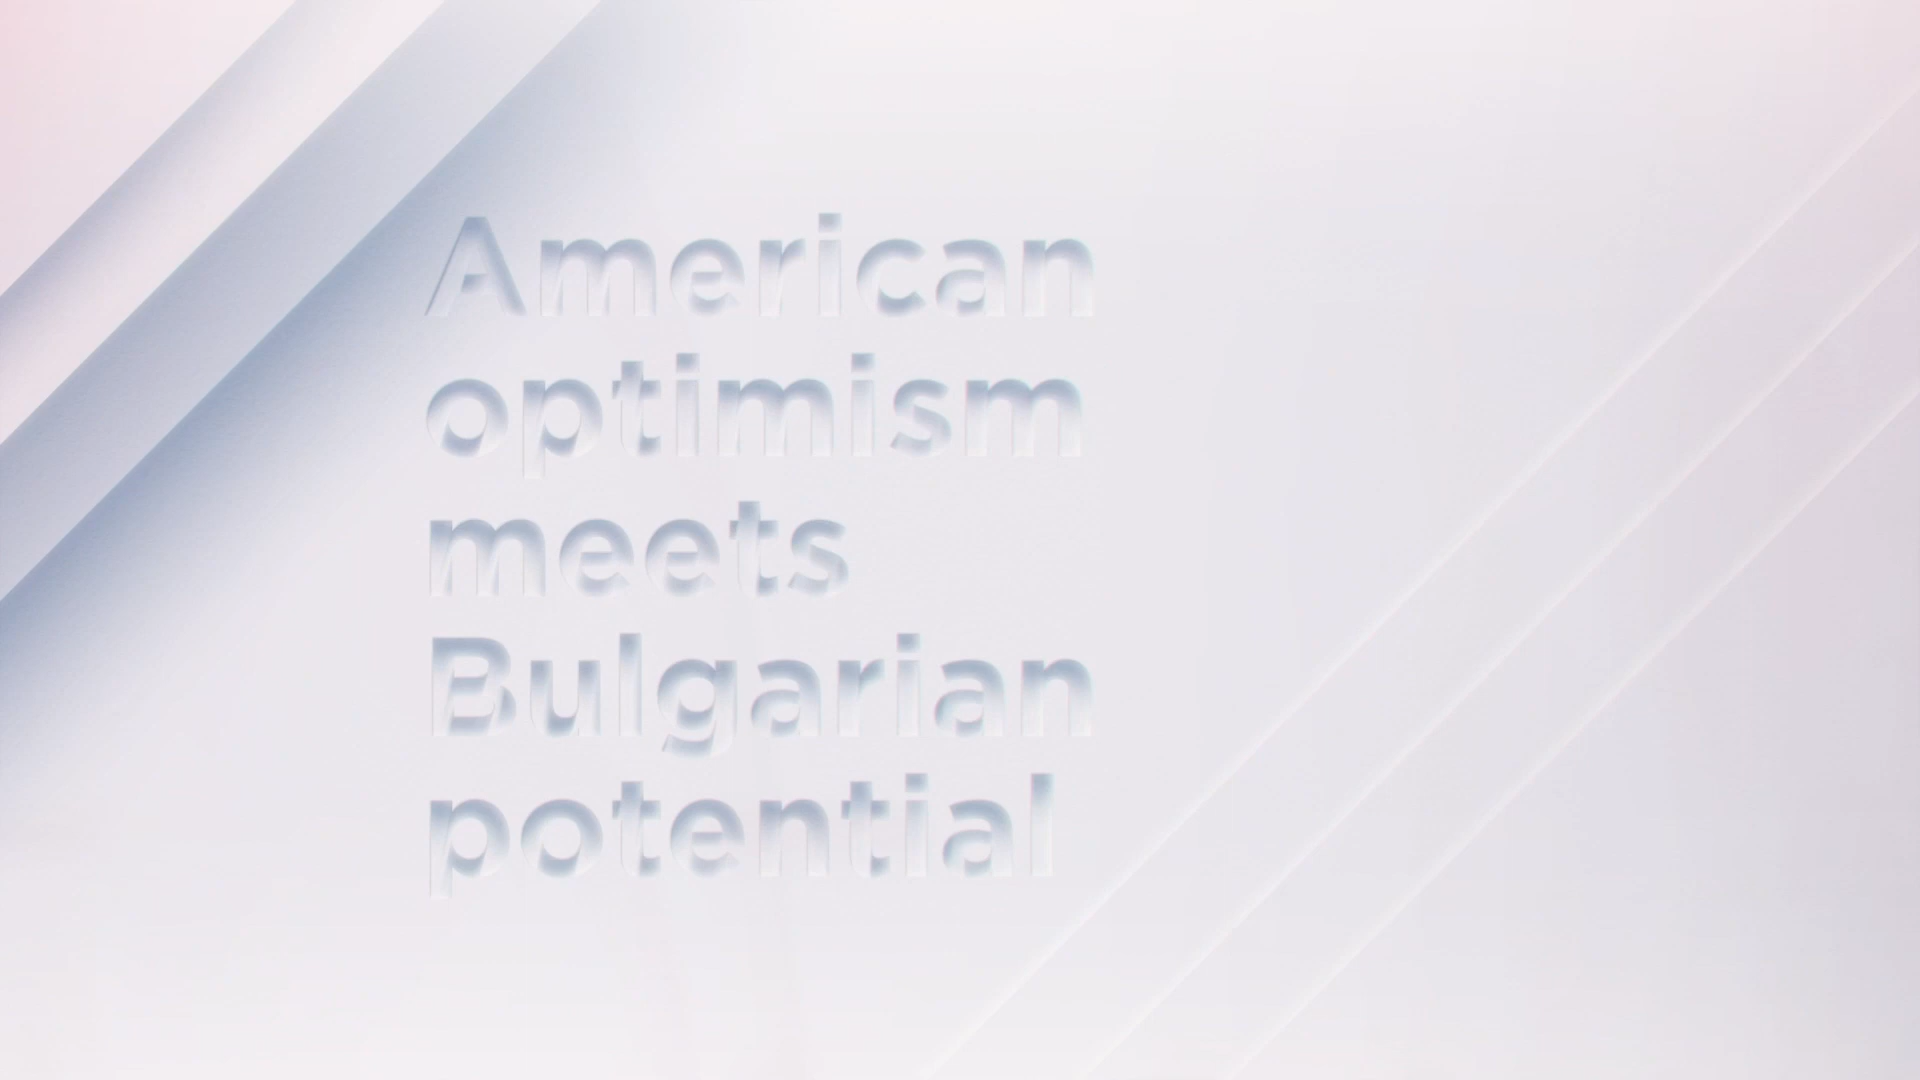 American
optimism
meets
Bulgarian
potential